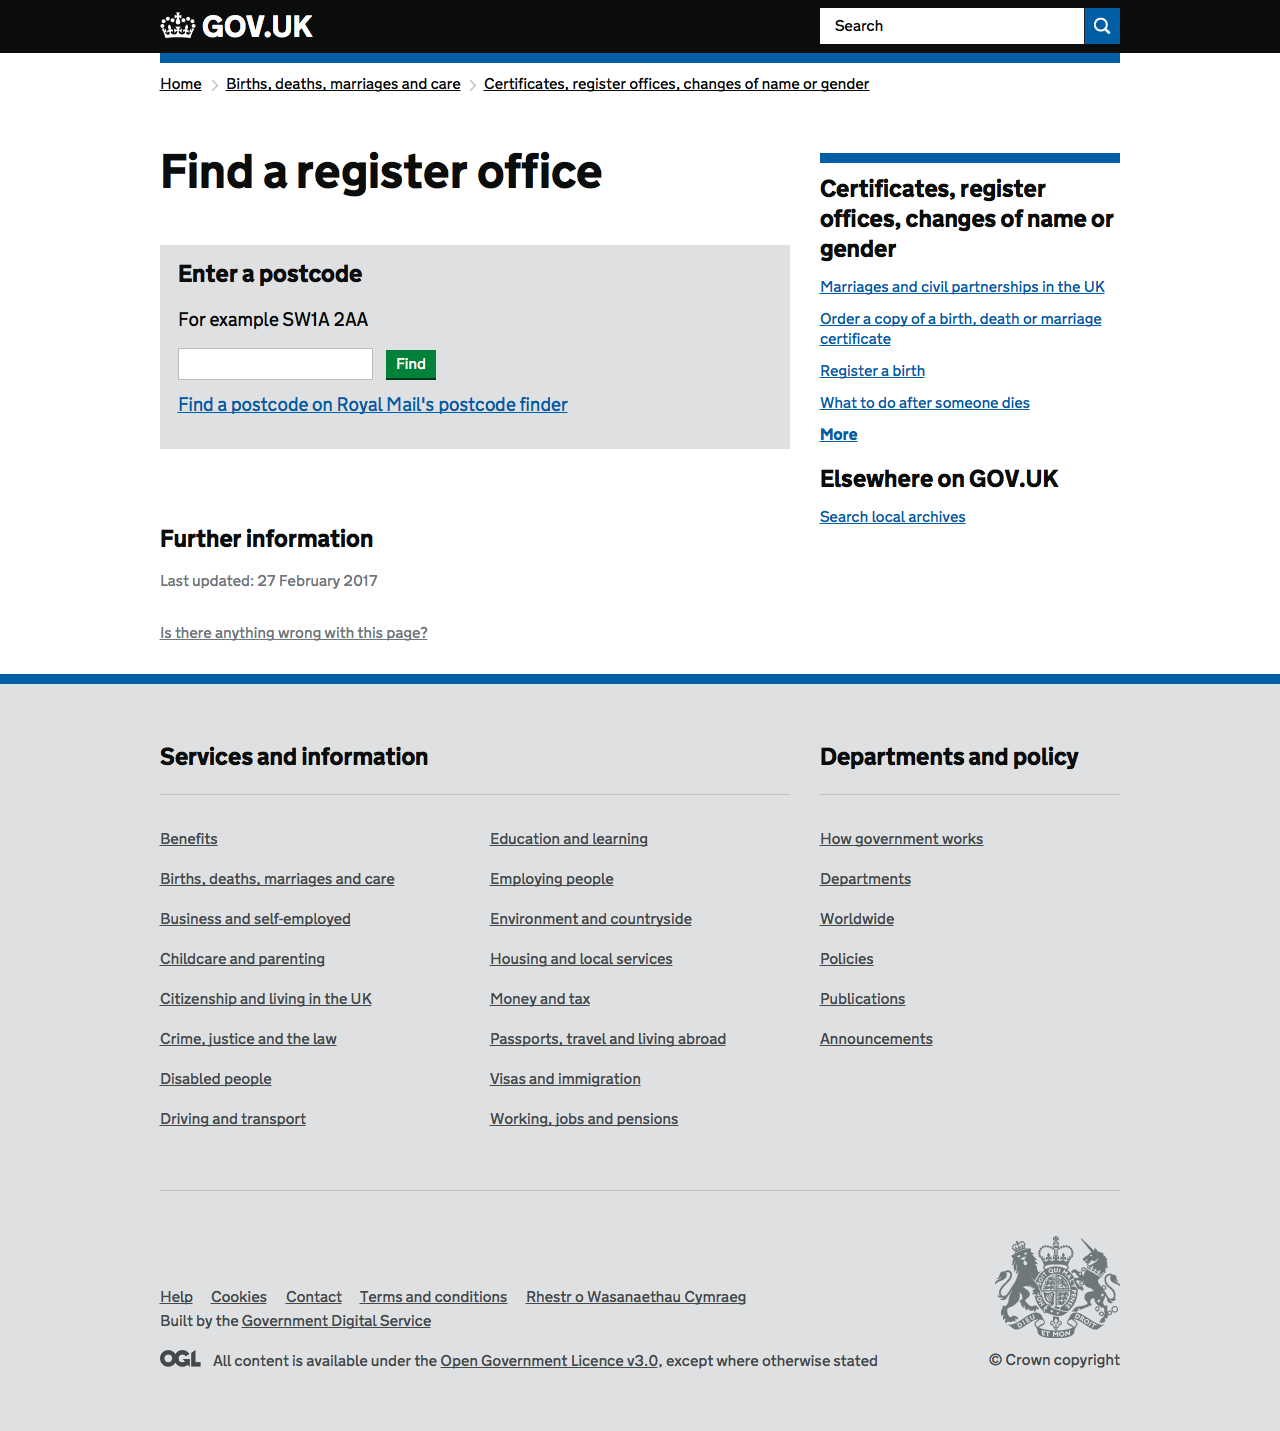 GOV.UK
Search
Home
Births, deaths, marriages and care
Certificates, register offices, changes of name or gender
Find a register office
Enter a postcode
For example SW1A 2AA
Find
Find a postcode on Royal Mail's postcode finder
Certificates, register
offices, changes of name or
gender
Marriages and civil partnerships in the UK
Order a copy of a birth, death or marriage
certificate
Register a birth
What to do after someone dies
More
Elsewhere on GOV.UK
Search local archives
Further information
Last updated: 27 February 2017
Is there anything wrong with this page?
Services and information
Benefits
Births, deaths, marriages and care
Business and self-employed
Childcare and parenting
Citizenship and living in the UK
Crime, justice and the law
Disabled people
Driving and transport
Education and learning
Employing people
Environment and countryside
Housing and local services
Money and tax
Passports, travel and living abroad
Visas and immigration
Working, jobs and pensions
Departments and policy
How government works
Departments
Worldwide
Policies
Publications
Announcements
Help
Cookies
Contact
Terms and conditions
Rhestr o Wasanaethau Cymraeg
Built by the Government Digital Service
OGL
All content is available under the Open Government Licence v3.0, except where otherwise stated
DIEU
ET MON
DROIT
© Crown copyright